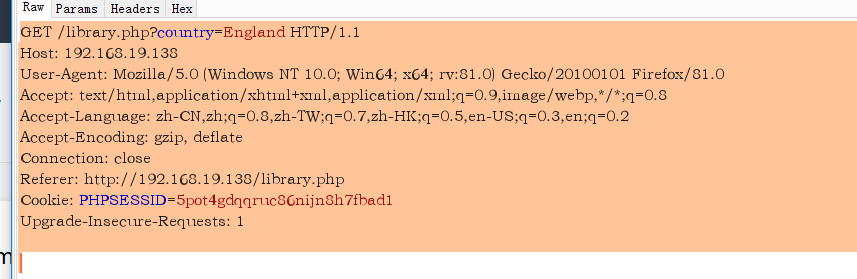 Raw Params Headers Hex
GET /library.php?country=England HTTP/1.1
Host: 192.168.19.138
User-Agent: Mozilla/5.0 (Windows NT 10.0; Win64; x64; rv:81.0) Gecko/20100101 Firefox/81.0
Accept: text/html,application/xhtml+xml,application/xml;q=0.9,image/webp,*/*;q=0.8
Accept-Language: zh-CN,zh;q=0.8,zh-TW;q=0.7,zh-HK;q=0.5,en-US;q=0.3,en;q=0.2
Accept-Encoding: gzip, deflate
Connection: close
Referer: http://192.168.19.138/library.php
Cookie: PHPSESSID=5pot4gdqqruc86nijn8h7fbad1
Upgrade-Insecure-Requests: 1